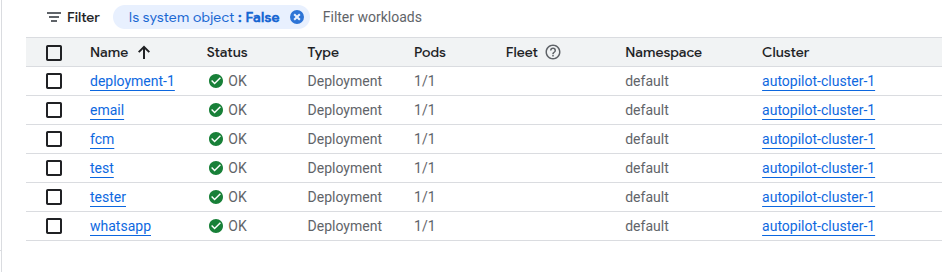 Filter Is system object : False Filter workloads
Name Status Type Pods Fleet Namespace Cluster
deployment-1 OK Deployment 1/1 default autopilot-cluster-1
email OK Deployment 1/1 default autopilot-cluster-1
fcm OK Deployment 1/1 default autopilot-cluster-1
test OK Deployment 1/1 default autopilot-cluster-1
tester OK Deployment 1/1 default autopilot-cluster-1
whatsapp OK Deployment 1/1 default autopilot-cluster-1